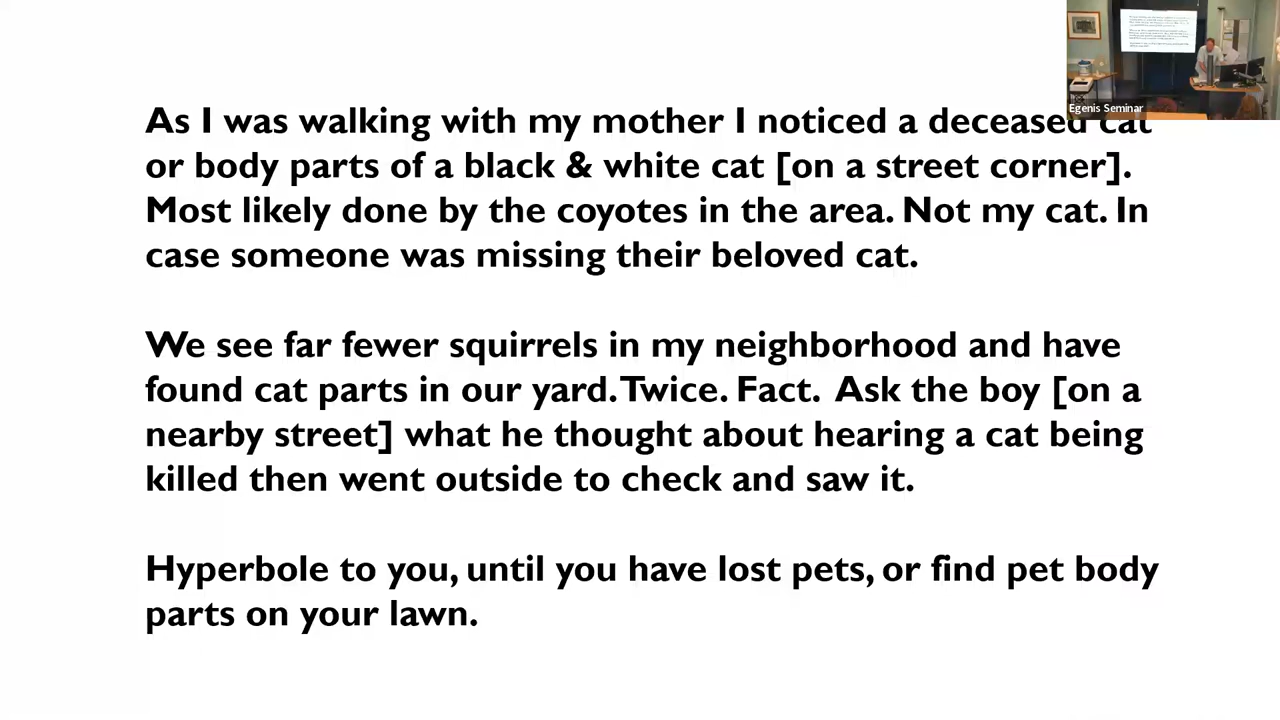 Egenis Seminar
As I was walking with my mother I noticed a deceased cat
or body parts of a black & white cat [on a street corner].
Most likely done by the coyotes in the area. Not my cat. In
case someone was missing their beloved cat.
We see far fewer squirrels in my neighborhood and have
found cat parts in our yard. Twice. Fact. Ask the boy [on a
nearby street] what he thought about hearing a cat being
killed then went outside to check and saw it.
Hyperbole to you, until you have lost pets, or find pet body
parts on your lawn.